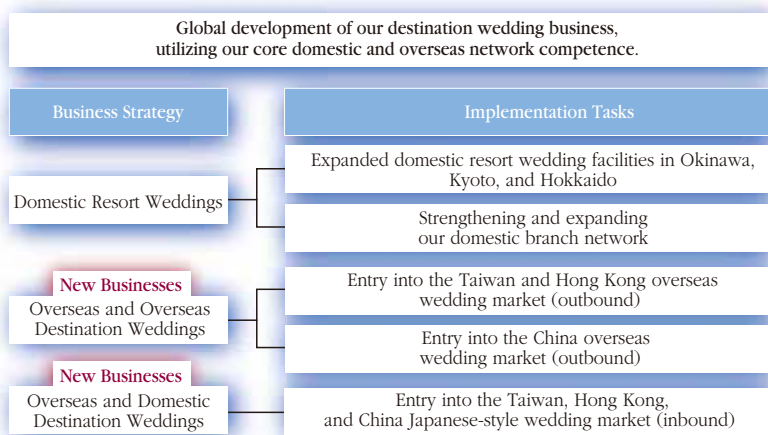 Global development of our destination wedding business,
utilizing our core domestic and overseas network competence.
Business Strategy
Implementation Tasks
Domestic Resort Weddings
Expanded domestic resort wedding facilities in Okinawa,
Kyoto, and Hokkaido
Strengthening and expanding
our domestic branch network
New Businesses
Overseas and Overseas
Destination Weddings
Entry into the Taiwan and Hong Kong overseas
wedding market (outbound)
Entry into the China overseas
wedding market (outbound)
New Businesses
Overseas and Domestic
Destination Weddings
Entry into the Taiwan, Hong Kong,
and China Japanese-style wedding market (inbound)